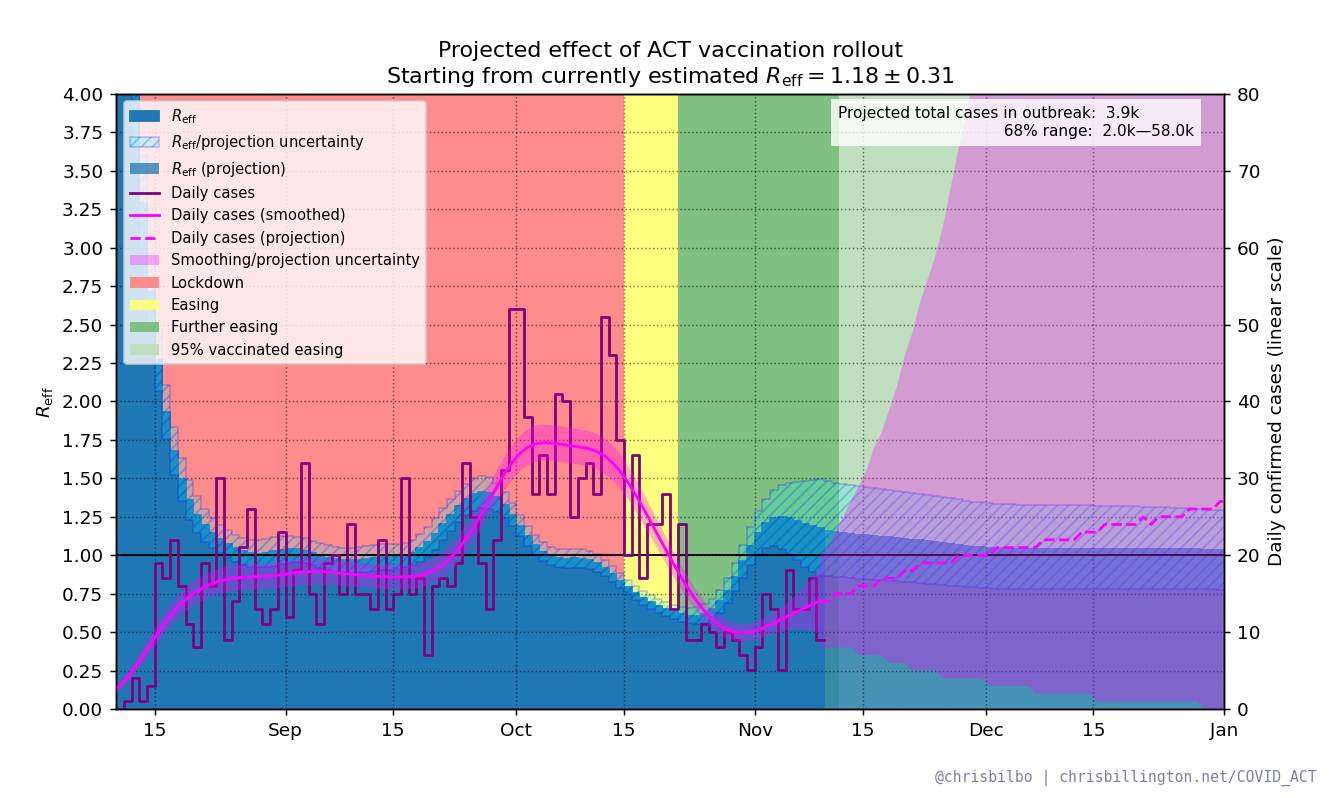 Projected effect of ACT vaccination rollout
Starting from currently estimated R_eff = 1.18 ± 0.31
R_eff
R_eff/projection uncertainty
R_eff (projection)
Daily cases
Daily cases (smoothed)
Daily cases (projection)
Smoothing/projection uncertainty
Lockdown
Easing
Further easing
95% vaccinated easing
Projected total cases in outbreak: 3.9k
68% range: 2.0k—58.0k
R_eff
4.00
3.75
3.50
3.25
3.00
2.75
2.50
2.25
2.00
1.75
1.50
1.25
1.00
0.75
0.50
0.25
0.00
80
70
60
50
40
30
20
10
0
Daily confirmed cases (linear scale)
15 Sep 15 Oct 15 Nov 15 Dec 15 Jan
@chrisbilbo | chrisbillington.net/COVID_ACT